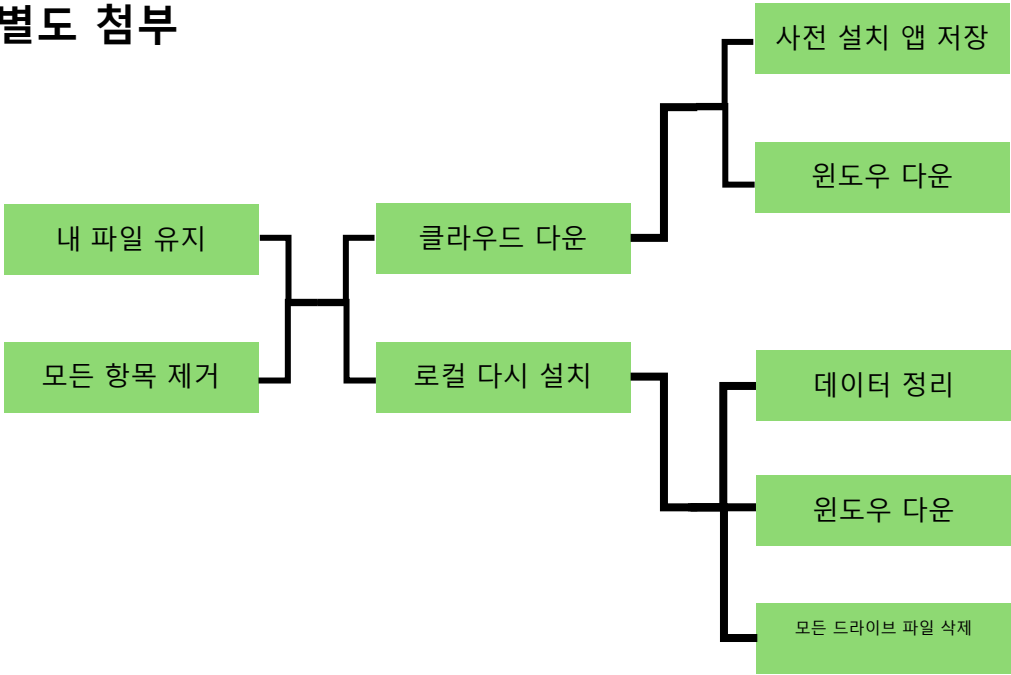 별도 첨부
사전 설치 앱 저장
윈도우 다운
내 파일 유지
클라우드 다운
모든 항목 제거
로컬 다시 설치
데이터 정리
윈도우 다운
모든 드라이브 파일 삭제